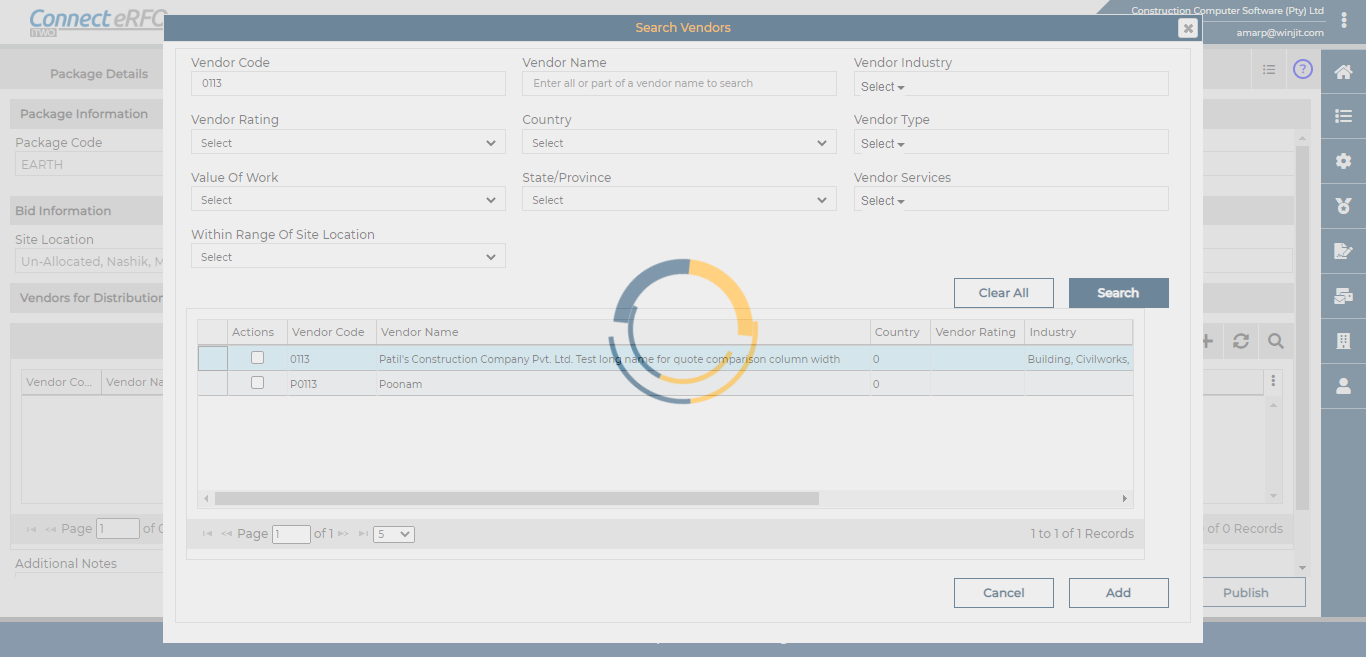 Connect eRFQ
iTWO
Construction Computer Software (Pty) Ltd
amarp@winjit.com
Search Vendors
Package Details
Package Information
Package Code
EARTH
Bid Information
Site Location
Un-Allocated, Nashik, M
Vendors for Distribution
Vendor Co... Vendor Na
Page 1 of 0
Additional Notes
Vendor Code
0113
Vendor Name
Enter all or part of a vendor name to search
Vendor Industry
Select
Vendor Rating
Select
Country
Select
Vendor Type
Select
Value Of Work
Select
State/Province
Select
Vendor Services
Select
Within Range Of Site Location
Select
Clear All
Search
Actions Vendor Code Vendor Name Country Vendor Rating Industry
0113 Patil's Construction Company Pvt. Ltd. Test long name for quote comparison column width 0 Building, Civilworks,
P0113 Poonam 0
Page 1 of 1 5 1 to 1 of 1 Records
Cancel
Add
of 0 Records
Publish